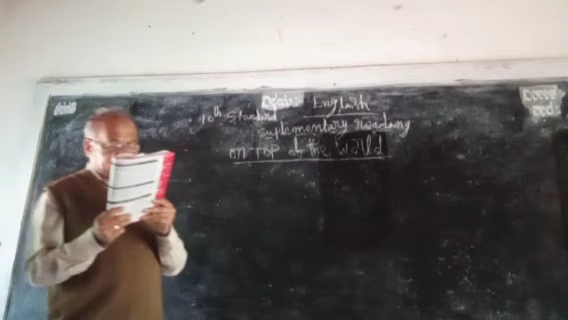 English
10th Standard
suplementary reading
on Top of the World